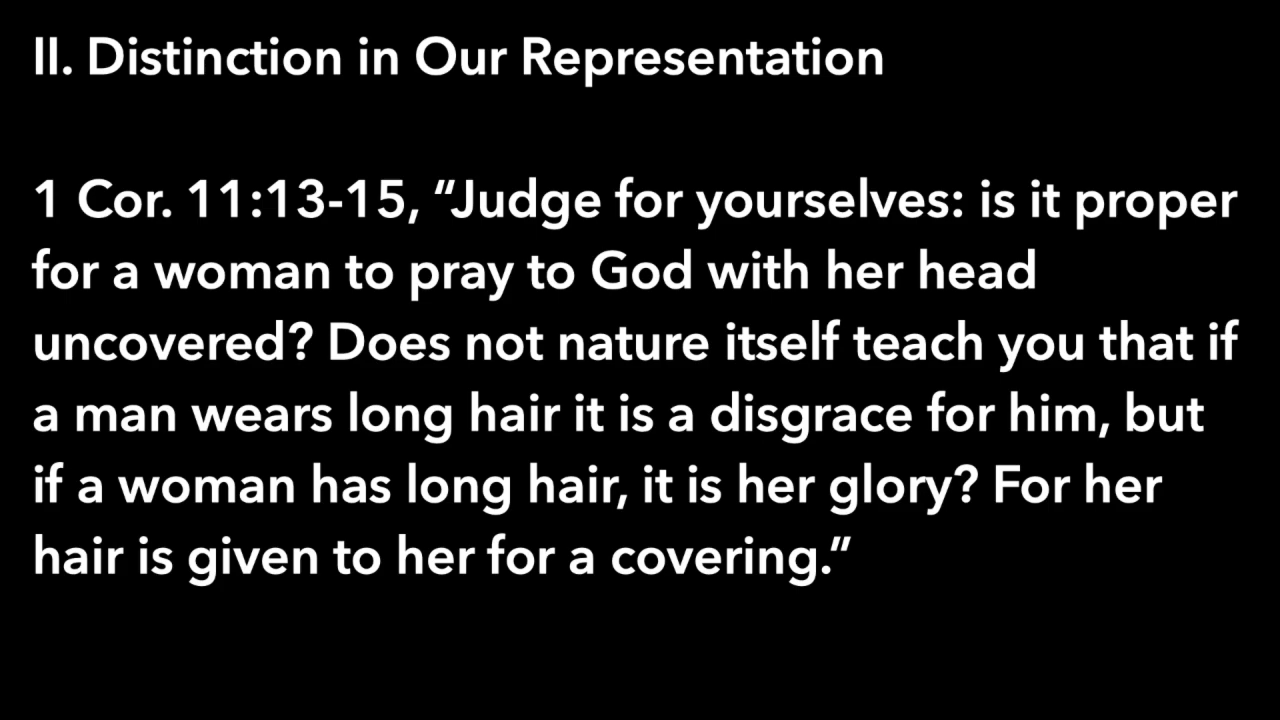 II. Distinction in Our Representation
1 Cor. 11:13-15, “Judge for yourselves: is it proper
for a woman to pray to God with her head
uncovered? Does not nature itself teach you that if
a man wears long hair it is a disgrace for him, but
if a woman has long hair, it is her glory? For her
hair is given to her for a covering.”